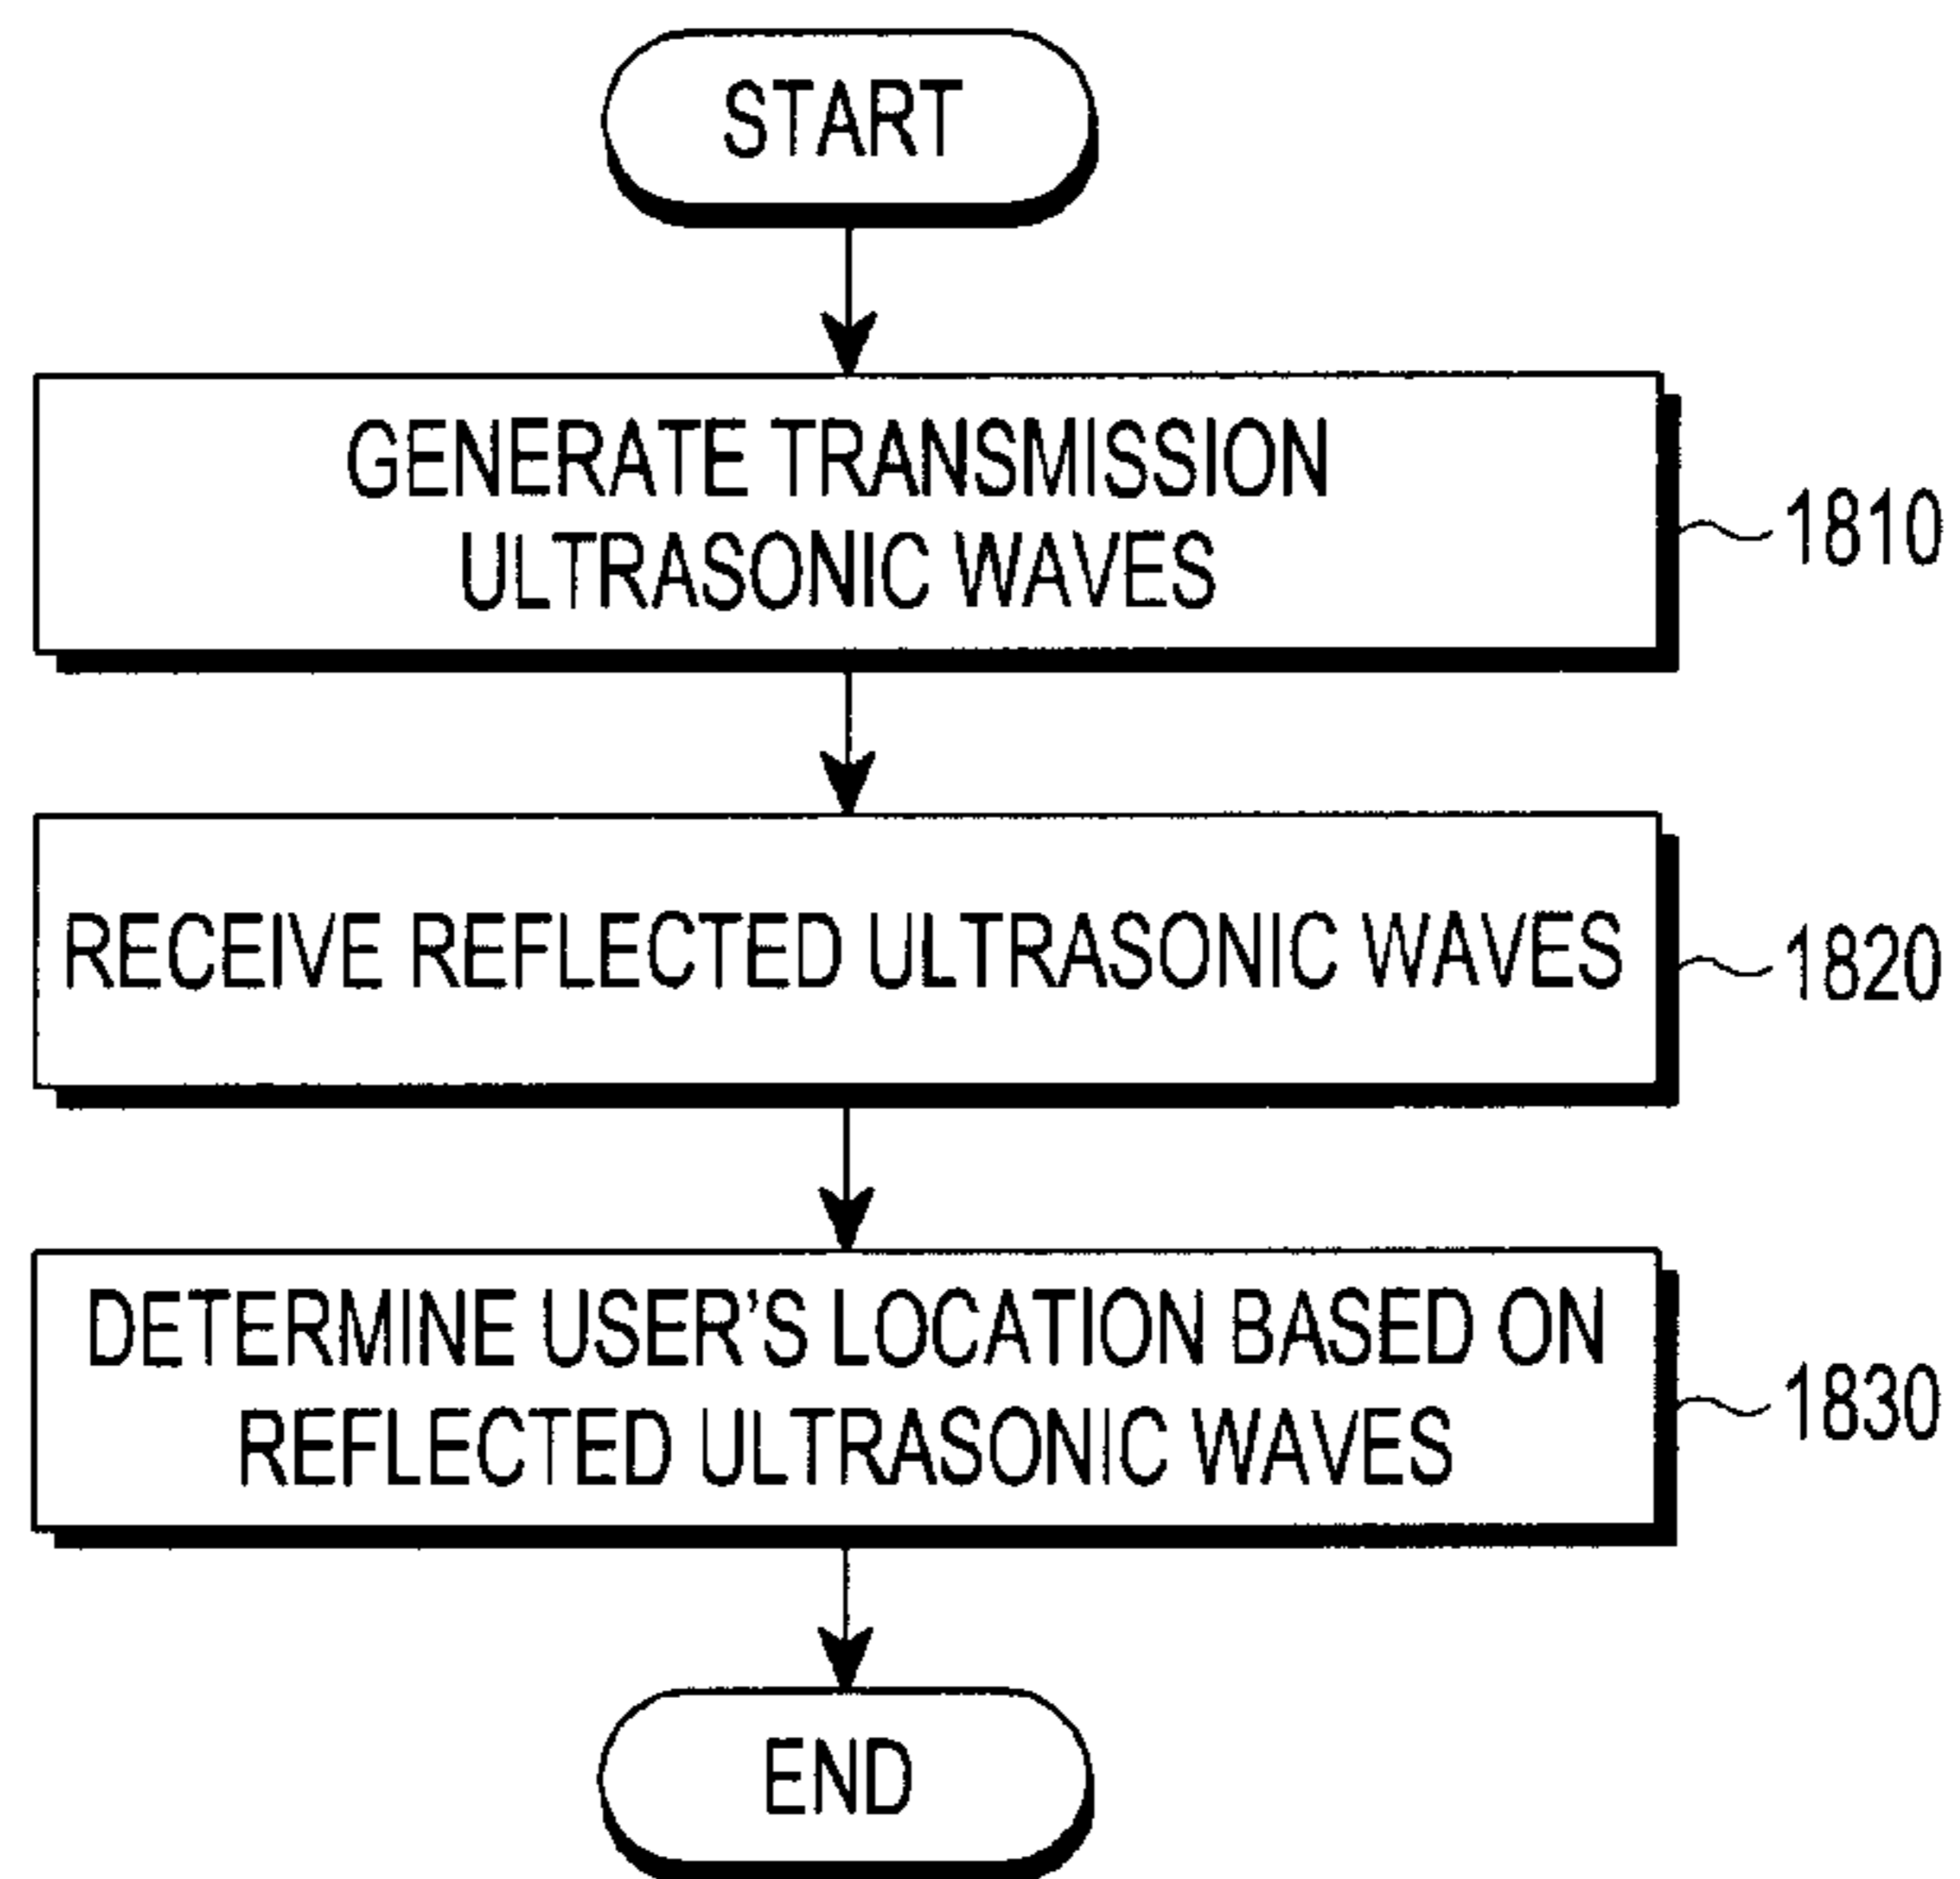 START
GENERATE TRANSMISSION
ULTRASONIC WAVES
1810
RECEIVE REFLECTED ULTRASONIC WAVES
1820
DETERMINE USER'S LOCATION BASED ON
REFLECTED ULTRASONIC WAVES
1830
END